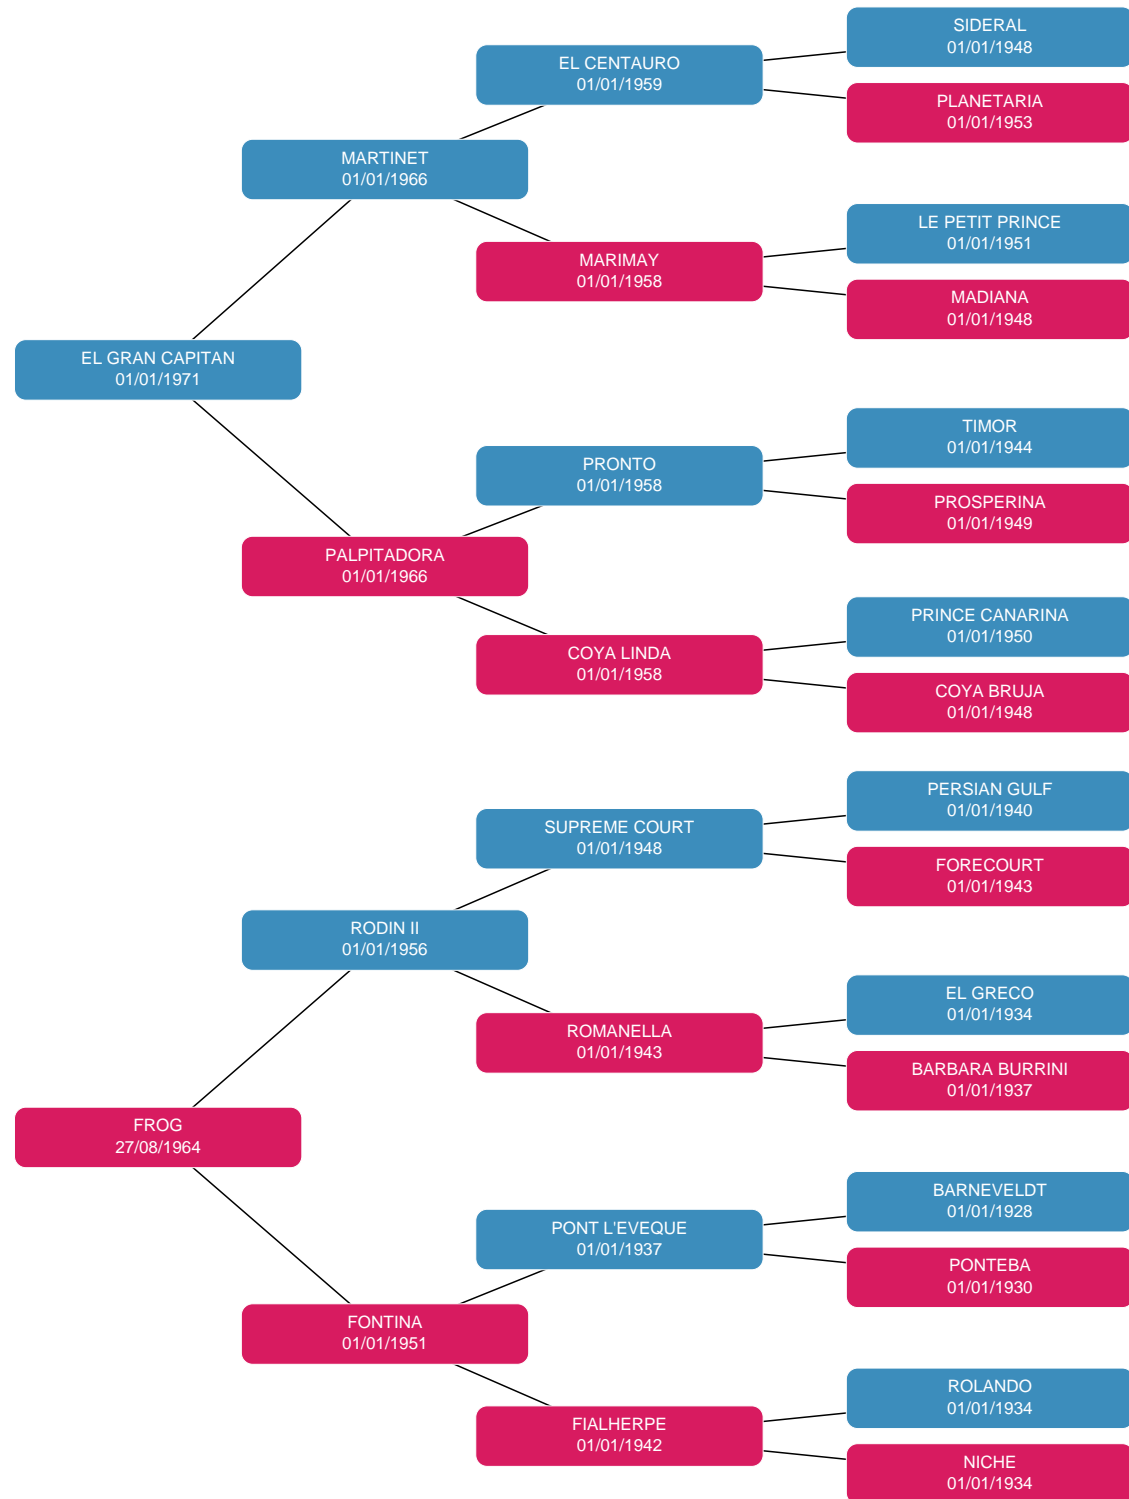 SIDERAL
01/01/1948
EL CENTAURO
01/01/1959
PLANETARIA
01/01/1953
MARTINET
01/01/1966
LE PETIT PRINCE
01/01/1951
MARIMAY
01/01/1958
MADIANA
01/01/1948
EL GRAN CAPITAN
01/01/1971
TIMOR
01/01/1944
PRONTO
01/01/1958
PROSPERINA
01/01/1949
PALPITADORA
01/01/1966
PRINCE CANARINA
01/01/1950
COYA LINDA
01/01/1958
COYA BRUJA
01/01/1948
PERSIAN GULF
01/01/1940
SUPREME COURT
01/01/1948
FORECOURT
01/01/1943
RODIN II
01/01/1956
EL GRECO
01/01/1934
ROMANELLA
01/01/1943
BARBARA BURRINI
01/01/1937
FROG
27/08/1964
BARNEVELDT
01/01/1928
PONT L'EVEQUE
01/01/1937
PONTEBA
01/01/1930
FONTINA
01/01/1951
ROLANDO
01/01/1934
FIALHERPE
01/01/1942
NICHE
01/01/1934